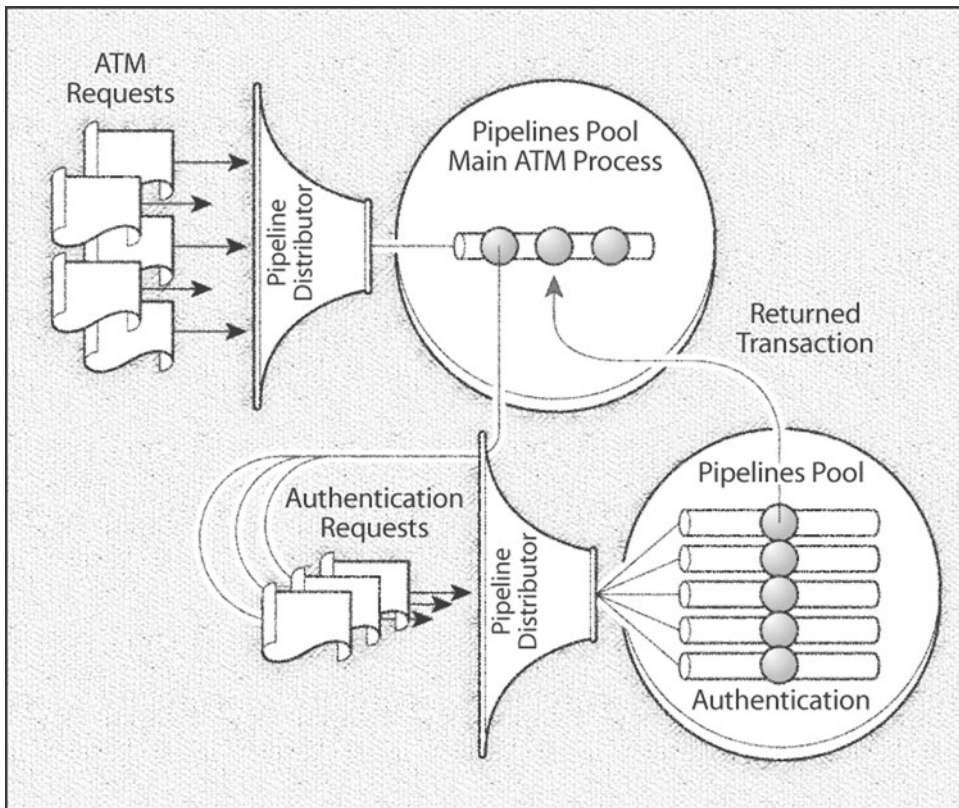 ATM
Requests
Pipeline
Distributor
Pipelines Pool
Main ATM Process
Returned
Transaction
Authentication
Requests
Pipeline
Distributor
Pipelines Pool
Authentication